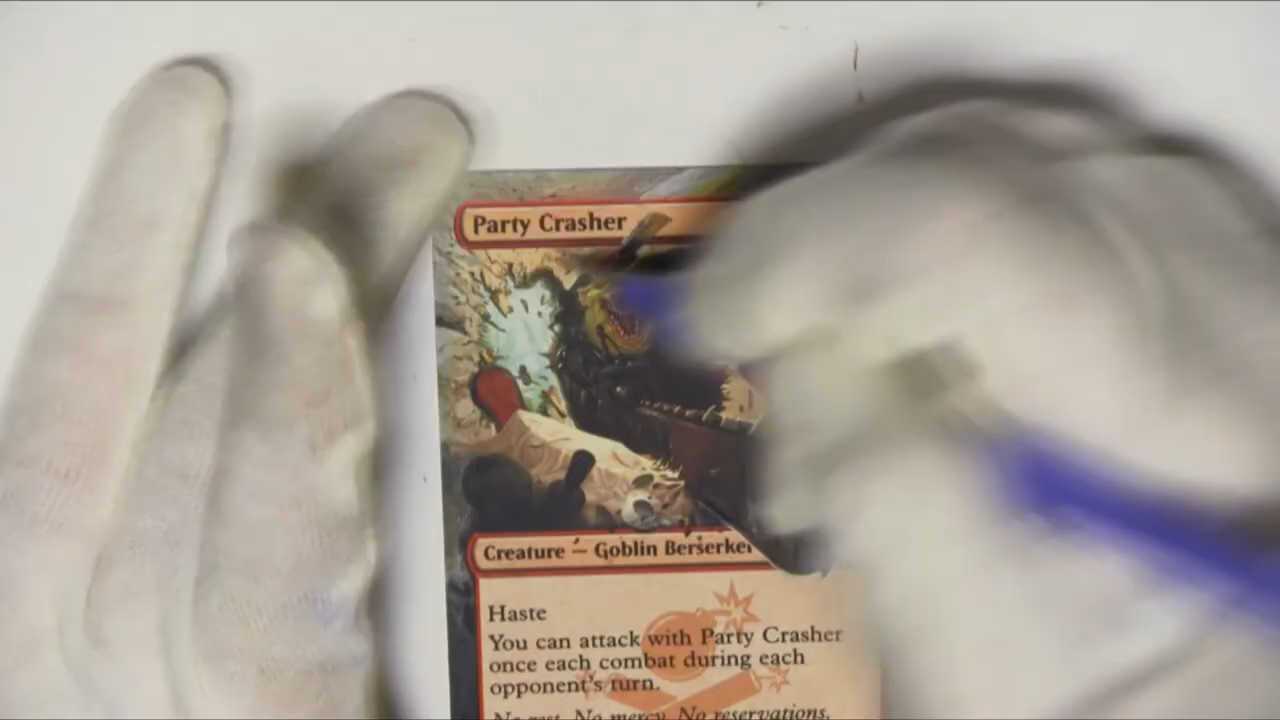 Party Crasher
Creature – Goblin Berserker
Haste
You can attack with Party Crasher
once each combat during each
opponent's turn.
No rest. No mercy. No reservations.